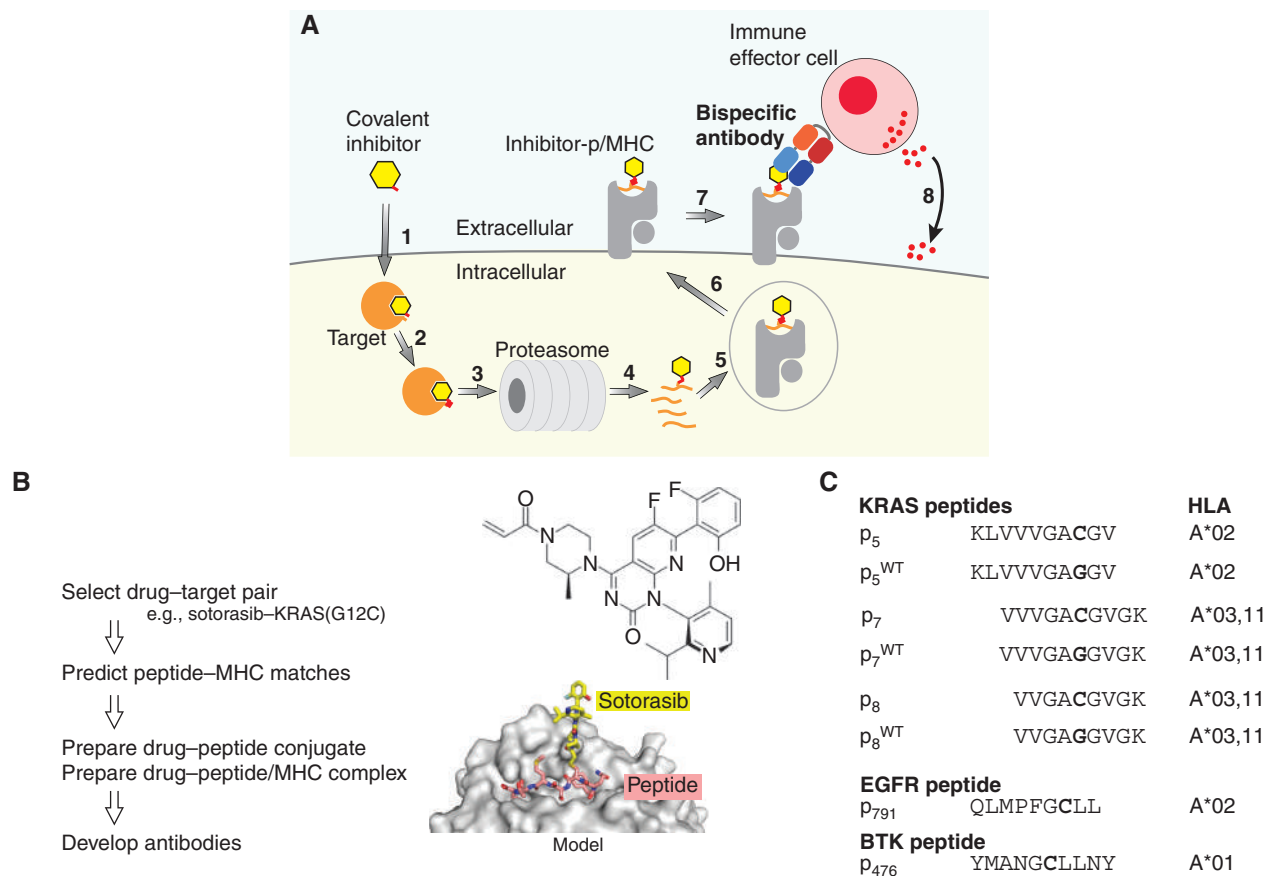 A
Immune
effector cell
Covalent
inhibitor
Inhibitor-p/MHC
Bispecific
antibody
7
8
1
Extracellular
Intracellular
6
Target
2
Proteasome
3
4
5
B
Select drug–target pair
e.g., sotorasib–KRAS(G12C)
Predict peptide–MHC matches
Prepare drug–peptide conjugate
Prepare drug–peptide/MHC complex
Develop antibodies
O
F
F
N
N
N
OH
N
N
O
N
Sotorasib
Peptide
Model
C
KRAS peptides HLA
p5 KLVVVGACGV A*02
p5WT KLVVVGAGGV A*02
p7 VVVGACGVGK A*03,11
p7WT VVVGAGGVGK A*03,11
p8 VVGACGVGK A*03,11
p8WT VVGAGGVGK A*03,11
EGFR peptide
p791 QLMPFGCLL A*02
BTK peptide
p476 YMANGCLLNY A*01